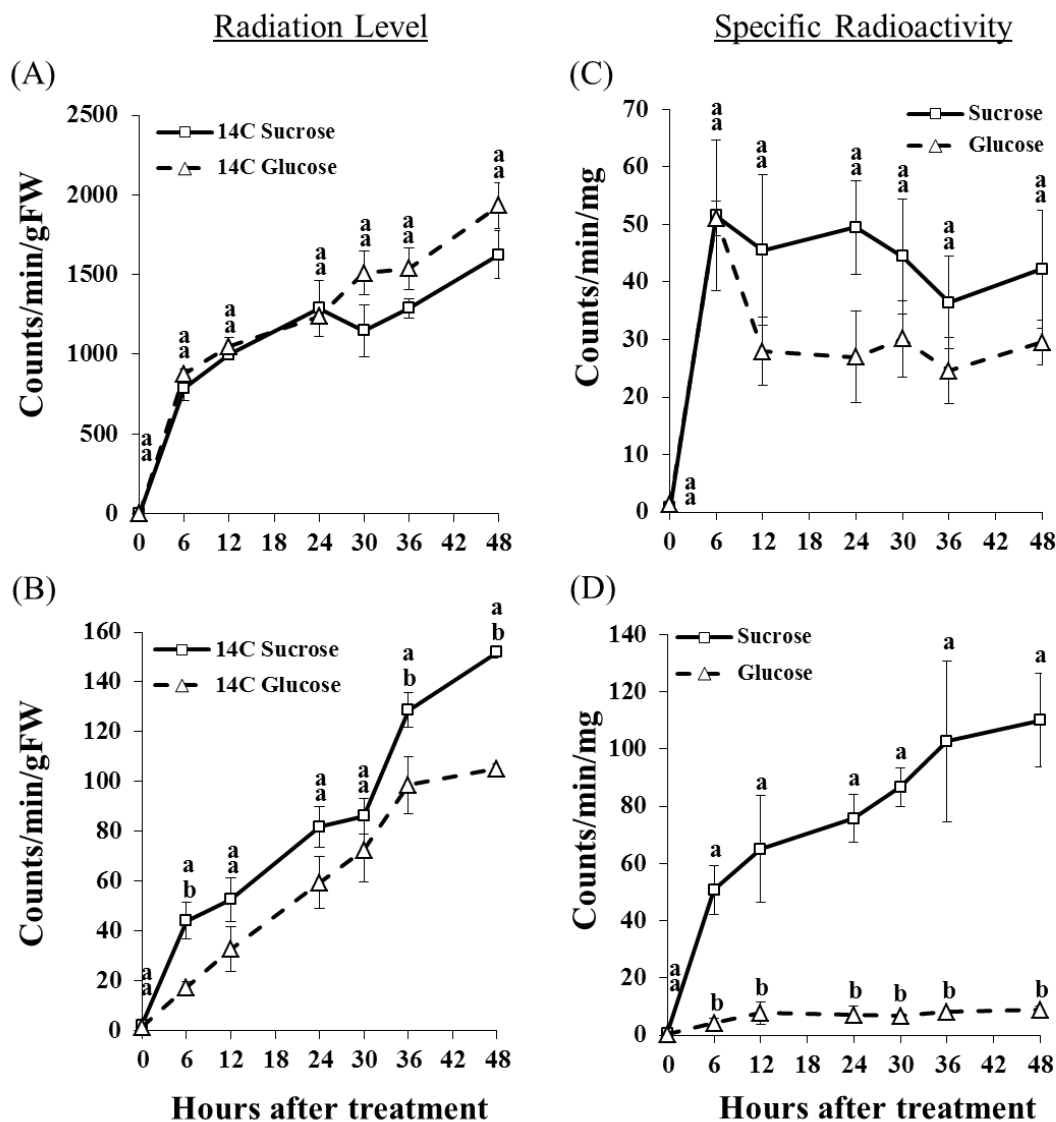 Radiation Level
Specific Radioactivity
(A)
2500
2000
1500
1000
500
0
Counts/min/gFW
14C Sucrose
14C Glucose
a
a
a
a
a
a
a
a
a
a
a
a
a
a
0 6 12 24 30 36 42 48
(C)
70
60
50
40
30
20
10
0
Counts/min/mg
Sucrose
Glucose
a
a
a
a
a
a
a
a
a
a
a
a
a
a
0 6 12 24 30 36 42 48
(B)
160
140
120
100
80
60
40
20
0
Counts/min/gFW
14C Sucrose
14C Glucose
a
a
a
b
a
a
a
a
a
a
a
b
a
b
0 6 12 18 24 30 36 42 48
Hours after treatment
(D)
140
120
100
80
60
40
20
0
Counts/min/mg
Sucrose
Glucose
a
a
a
a
a
a
a
a
b
b
b
b
b
b
0 6 12 18 24 30 36 42 48
Hours after treatment